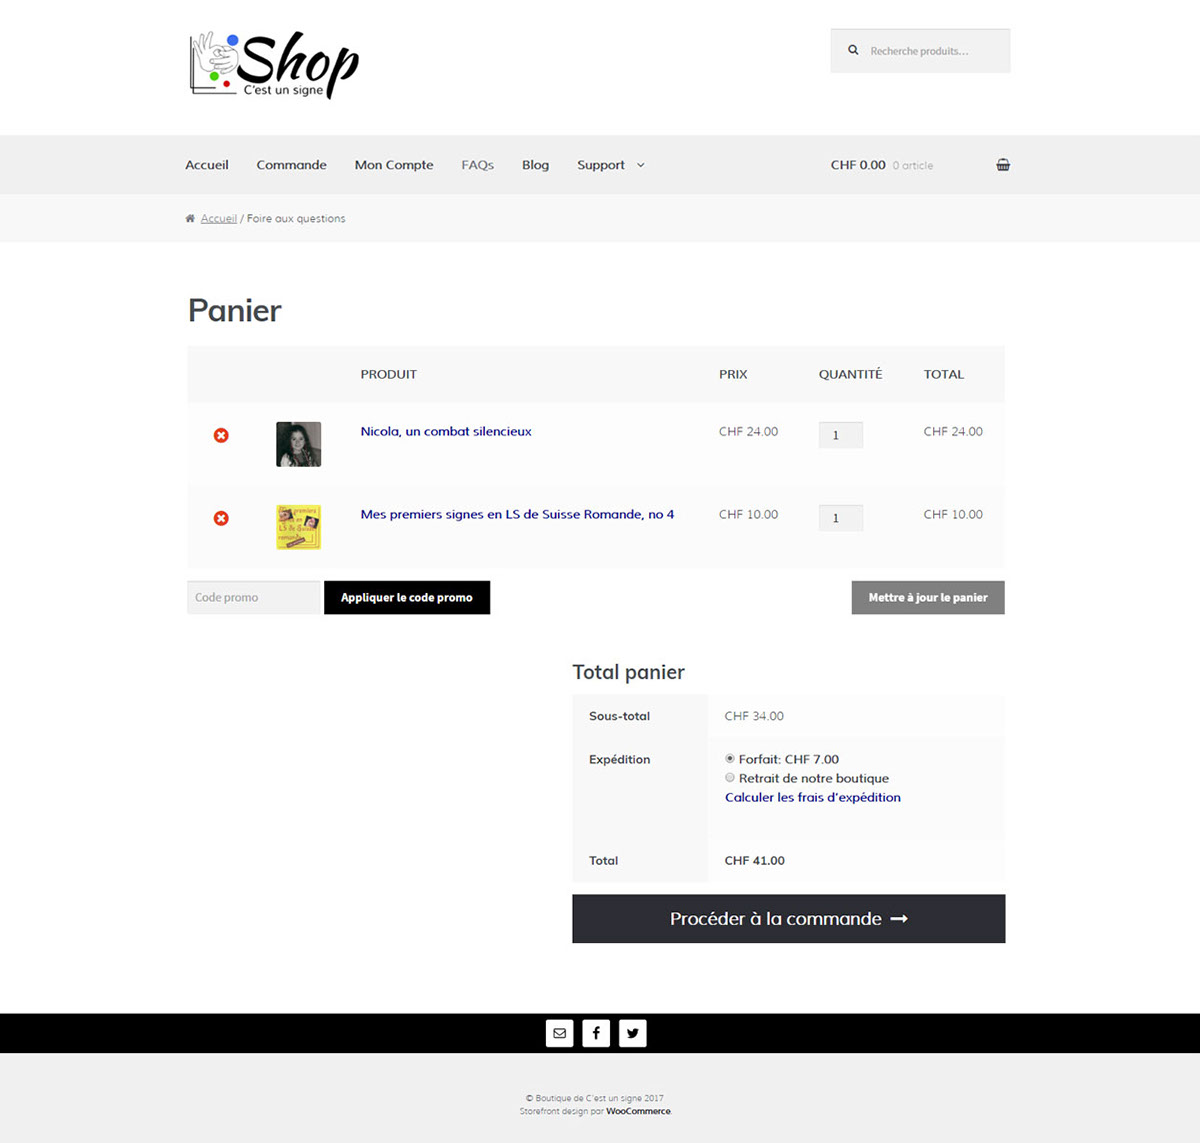 Shop
C'est un signe
Recherche produits...
Accueil Commande Mon Compte FAQs Blog Support CHF 0.00 0 article
Accueil / Foire aux questions
Panier
PRODUIT PRIX QUANTITÉ TOTAL
Nicola, un combat silencieux CHF 24.00 1 CHF 24.00
Mes premiers signes en LS de Suisse Romande, no 4 CHF 10.00 1 CHF 10.00
Code promo Appliquer le code promo Mettre à jour le panier
Total panier
Sous-total CHF 34.00
Expédition Forfait: CHF 7.00
Retrait de notre boutique
Calculer les frais d'expédition
Total CHF 41.00
Procéder à la commande →
© Boutique de C'est un signe 2017
Storefront design par WooCommerce.